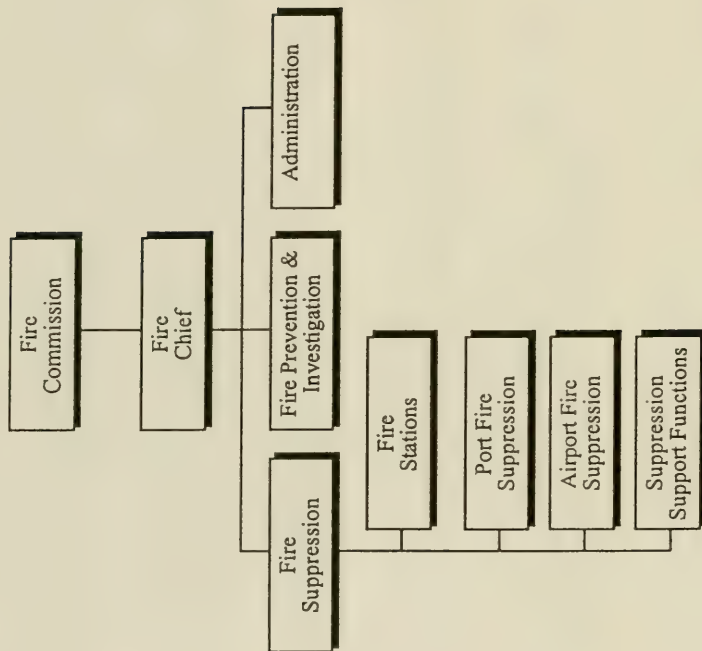 Fire
Commission
Fire
Chief
Fire
Suppression
Fire Prevention &
Investigation
Administration
Fire
Stations
Port Fire
Suppression
Airport Fire
Suppression
Suppression
Support Functions